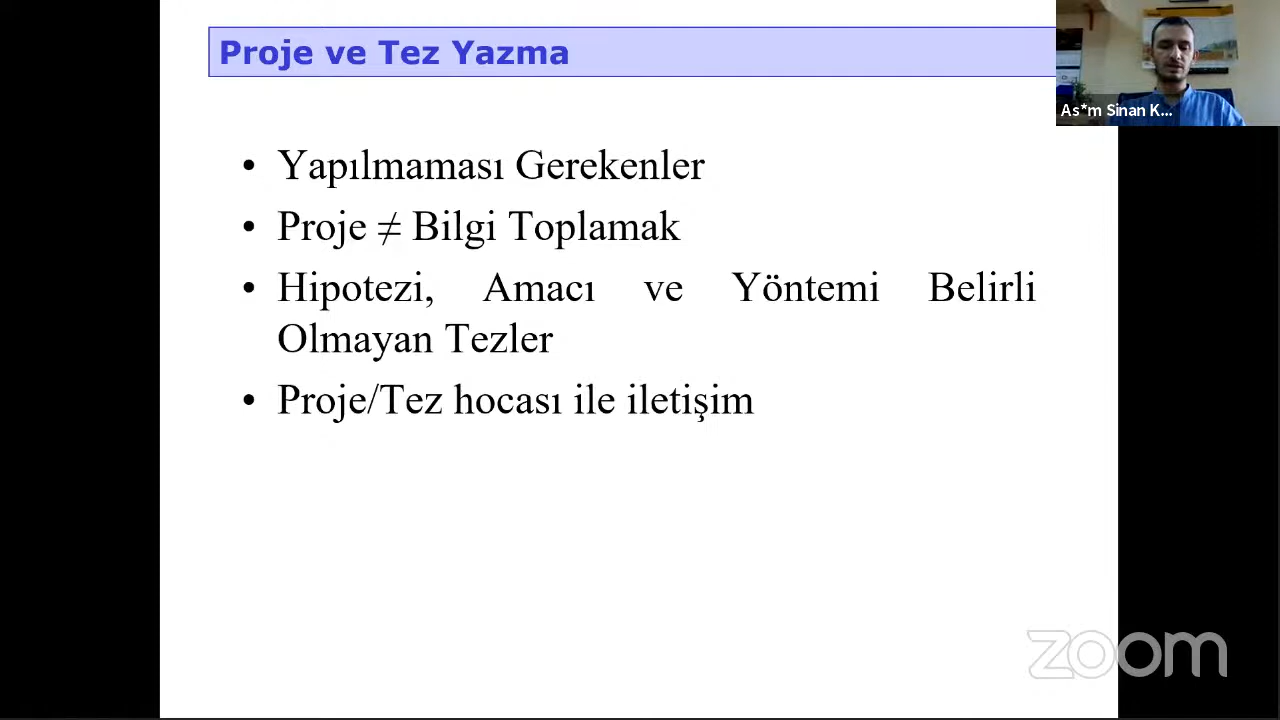 Proje ve Tez Yazma
As*m Sinan K...
• Yapılmaması Gerekenler
• Proje ≠ Bilgi Toplamak
• Hipotezi, Amacı ve Yöntemi Belirli
Olmayan Tezler
• Proje/Tez hocası ile iletişim
zoom